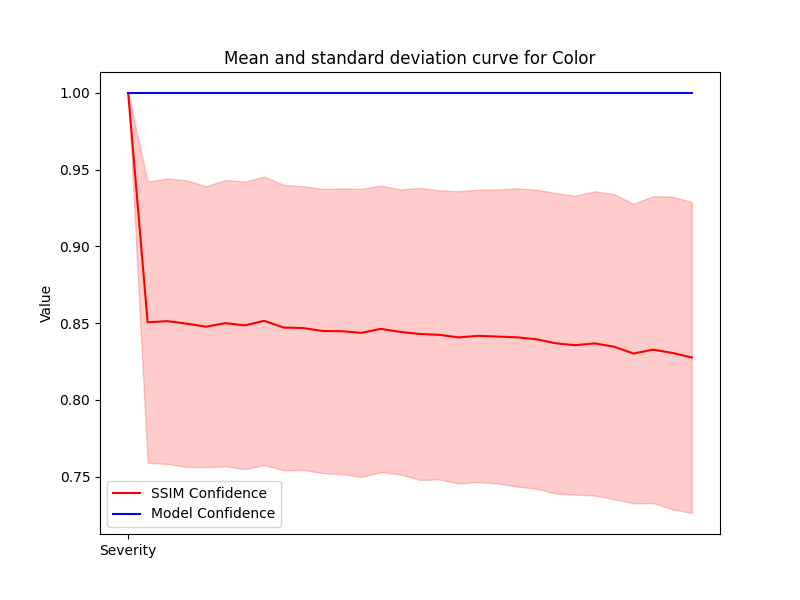 Mean and standard deviation curve for Color
1.00
0.95
0.90
0.85
0.80
0.75
Value
SSIM Confidence
Model Confidence
Severity